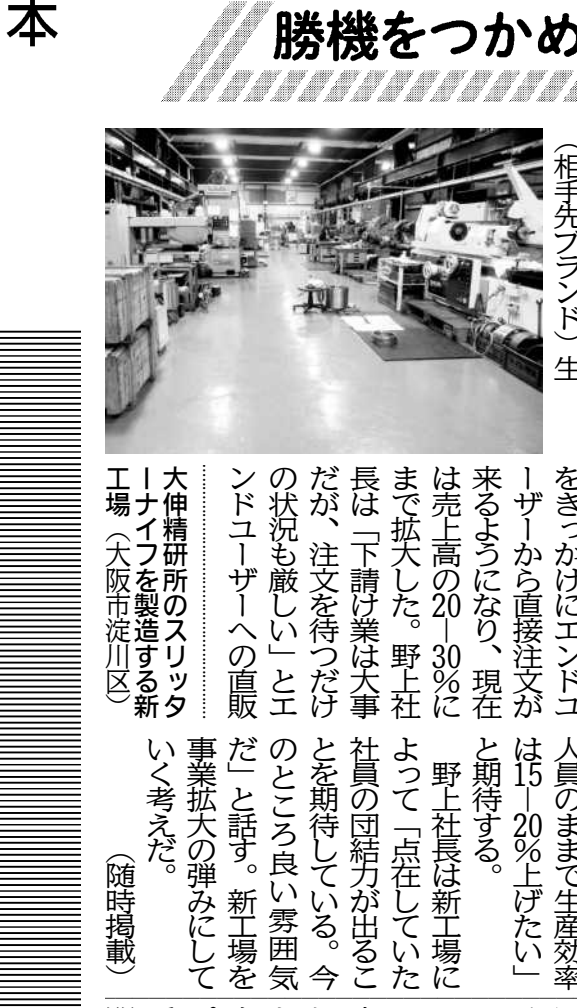 本
勝機をつかめ
（相手先ブランド）生
をきっかけにエンドユ
ーザーから直接注文が
来るようになり、現在
は売上高の20―30％に
まで拡大した。野上社
長は「下請け業は大事
だが、注文を待つだけ
の状況も厳しい」とエ
ンドユーザーへの直販
大伸精研所のスリッタ
ーナイフを製造する新
工場（大阪市淀川区）
人員のままで生産効率
は15―20％上げたい」
と期待する。
野上社長は新工場に
よって「点在していた
社員の団結力が出るこ
とを期待している。今
のところ良い雰囲気
だ」と話す。新工場を
事業拡大の弾みにして
いく考えだ。
（随時掲載）